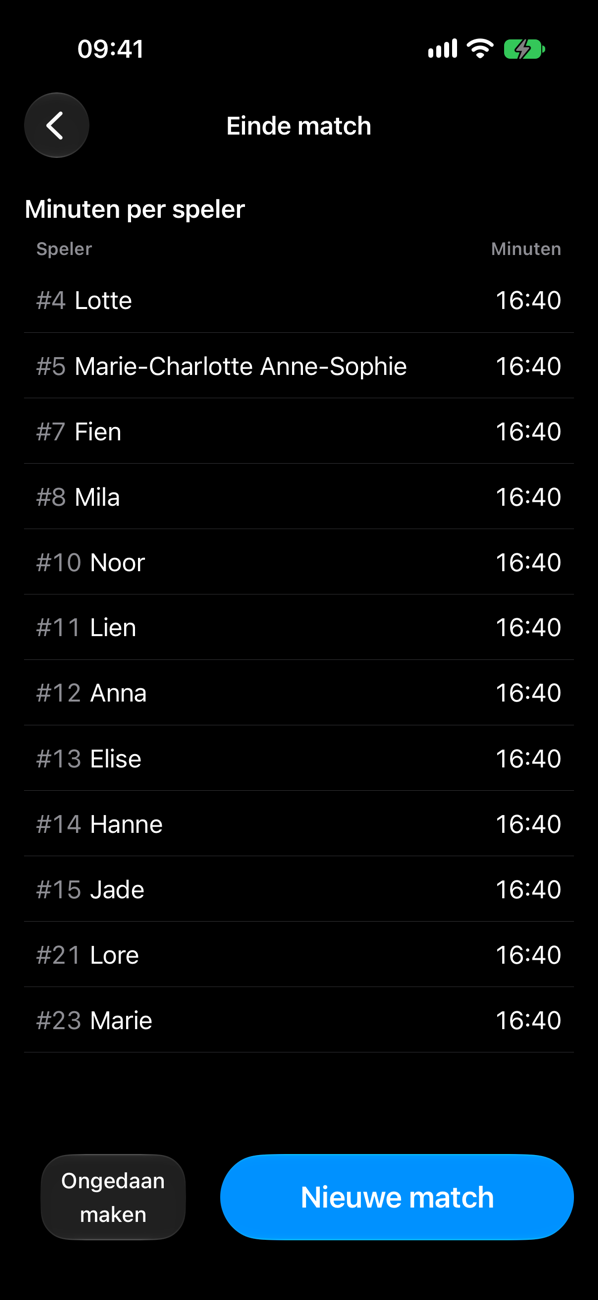 09:41
Einde match
Minuten per speler
Speler Minuten
#4 Lotte 16:40
#5 Marie-Charlotte Anne-Sophie 16:40
#7 Fien 16:40
#8 Mila 16:40
#10 Noor 16:40
#11 Lien 16:40
#12 Anna 16:40
#13 Elise 16:40
#14 Hanne 16:40
#15 Jade 16:40
#21 Lore 16:40
#23 Marie 16:40
Ongedaan
maken
Nieuwe match